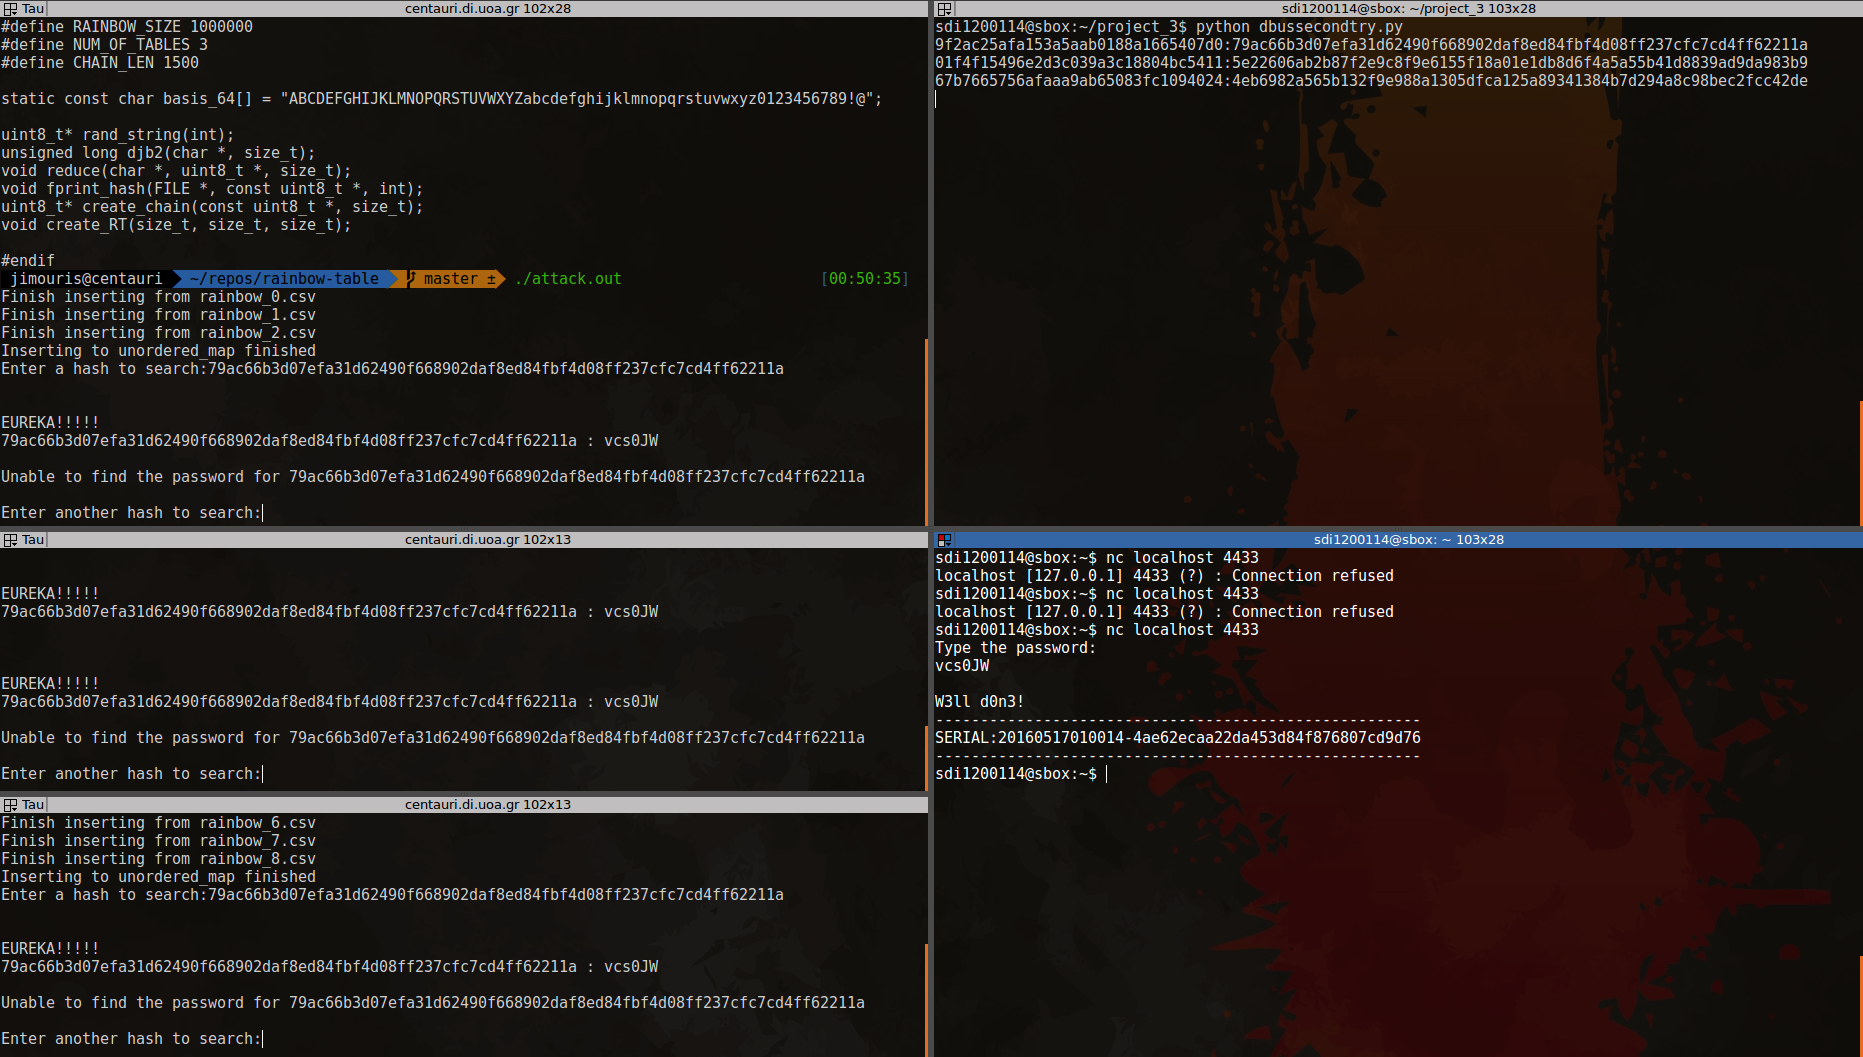 Tau
centauri.di.uoa.gr 102x28
#define RAINBOW_SIZE 1000000
#define NUM_OF_TABLES 3
#define CHAIN_LEN 1500
static const char basis_64[] = "ABCDEFGHIJKLMNOPQRSTUVWXYZabcdefghijklmnopqrstuvwxyz0123456789!@";
uint8_t* rand_string(int);
unsigned long djb2(char *, size_t);
void reduce(char *, uint8_t *, size_t);
void fprint_hash(FILE *, const uint8_t *, int);
uint8_t* create_chain(const uint8_t *, size_t);
void create_RT(size_t, size_t, size_t);
#endif
jimouris@centauri ~/repos/rainbow-table master ± ./attack.out [00:50:35]
Finish inserting from rainbow_0.csv
Finish inserting from rainbow_1.csv
Finish inserting from rainbow_2.csv
Inserting to unordered_map finished
Enter a hash to search:79ac66b3d07efa31d62490f668902daf8ed84fbf4d08ff237cfc7cd4ff62211a
EUREKA!!!!!
79ac66b3d07efa31d62490f668902daf8ed84fbf4d08ff237cfc7cd4ff62211a : vcs0JW
Unable to find the password for 79ac66b3d07efa31d62490f668902daf8ed84fbf4d08ff237cfc7cd4ff62211a
Enter another hash to search:
Tau
centauri.di.uoa.gr 102x13
EUREKA!!!!!
79ac66b3d07efa31d62490f668902daf8ed84fbf4d08ff237cfc7cd4ff62211a : vcs0JW
EUREKA!!!!!
79ac66b3d07efa31d62490f668902daf8ed84fbf4d08ff237cfc7cd4ff62211a : vcs0JW
Unable to find the password for 79ac66b3d07efa31d62490f668902daf8ed84fbf4d08ff237cfc7cd4ff62211a
Enter another hash to search:
Tau
centauri.di.uoa.gr 102x13
Finish inserting from rainbow_6.csv
Finish inserting from rainbow_7.csv
Finish inserting from rainbow_8.csv
Inserting to unordered_map finished
Enter a hash to search:79ac66b3d07efa31d62490f668902daf8ed84fbf4d08ff237cfc7cd4ff62211a
EUREKA!!!!!
79ac66b3d07efa31d62490f668902daf8ed84fbf4d08ff237cfc7cd4ff62211a : vcs0JW
Unable to find the password for 79ac66b3d07efa31d62490f668902daf8ed84fbf4d08ff237cfc7cd4ff62211a
Enter another hash to search:
sdi1200114@sbox: ~/project_3 103x28
sdi1200114@sbox:~/project_3$ python dbussecondtry.py
9f2ac25afa153a5aab0188a1665407d0:79ac66b3d07efa31d62490f668902daf8ed84fbf4d08ff237cfc7cd4ff62211a
01f4f15496e2d3c039a3c18804bc5411:5e22606ab2b87f2e9c8f9e6155f18a01e1db8d6f4a5a55b41d8839ad9da983b9
67b7665756afaaa9ab65083fc1094024:4eb6982a565b132f9e988a1305dfca125a89341384b7d294a8c98bec2fcc42de
sdi1200114@sbox: ~ 103x28
sdi1200114@sbox:~$ nc localhost 4433
localhost [127.0.0.1] 4433 (?) : Connection refused
sdi1200114@sbox:~$ nc localhost 4433
localhost [127.0.0.1] 4433 (?) : Connection refused
sdi1200114@sbox:~$ nc localhost 4433
Type the password:
vcs0JW
W3ll d0n3!
------------------------------------------------------
SERIAL:20160517010014-4ae62ecaa22da453d84f876807cd9d76
------------------------------------------------------
sdi1200114@sbox:~$